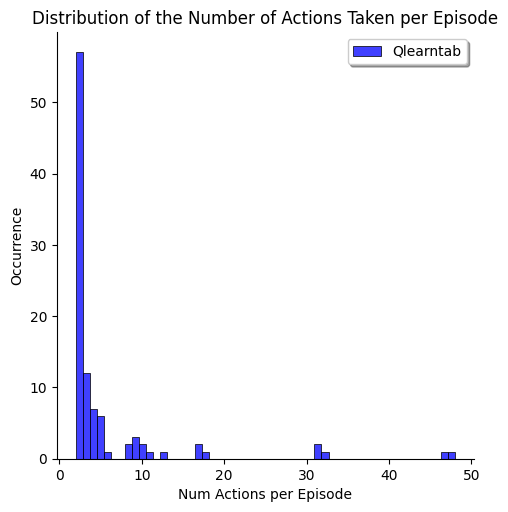 Distribution of the Number of Actions Taken per Episode
Qlearntab
Occurrence
50
40
30
20
10
0
0 10 20 30 40 50
Num Actions per Episode